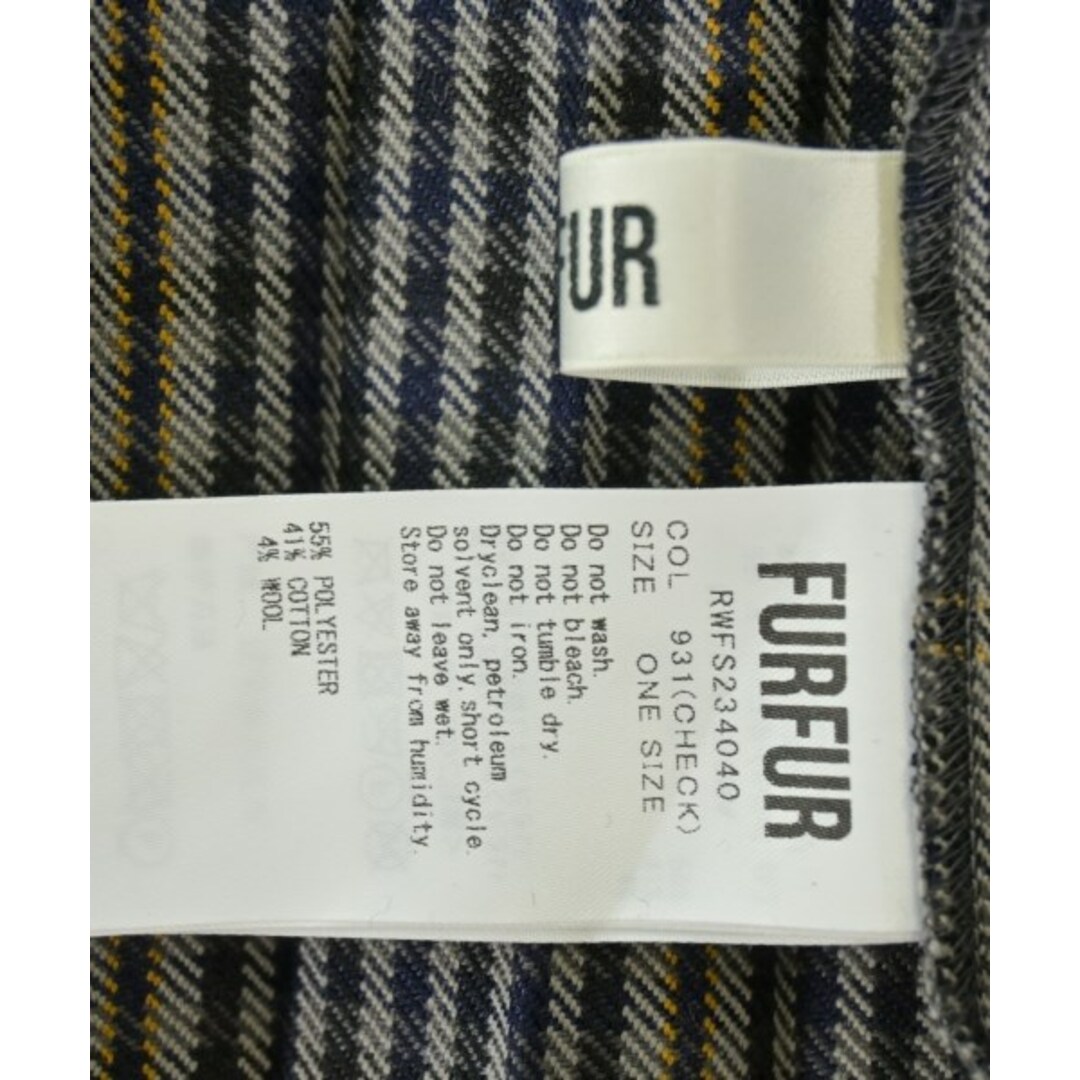 FUR
FURFUR
RWFS234040
COL 931(CHECK)
SIZE ONE SIZE
Do not wash.
Do not bleach.
Do not tumble dry.
Do not iron.
Dryclean, petroleum
solvent only. short cycle.
Do not leave wet.
Store away from humidity.
55% POLYESTER
41% COTTON
4% WOOL